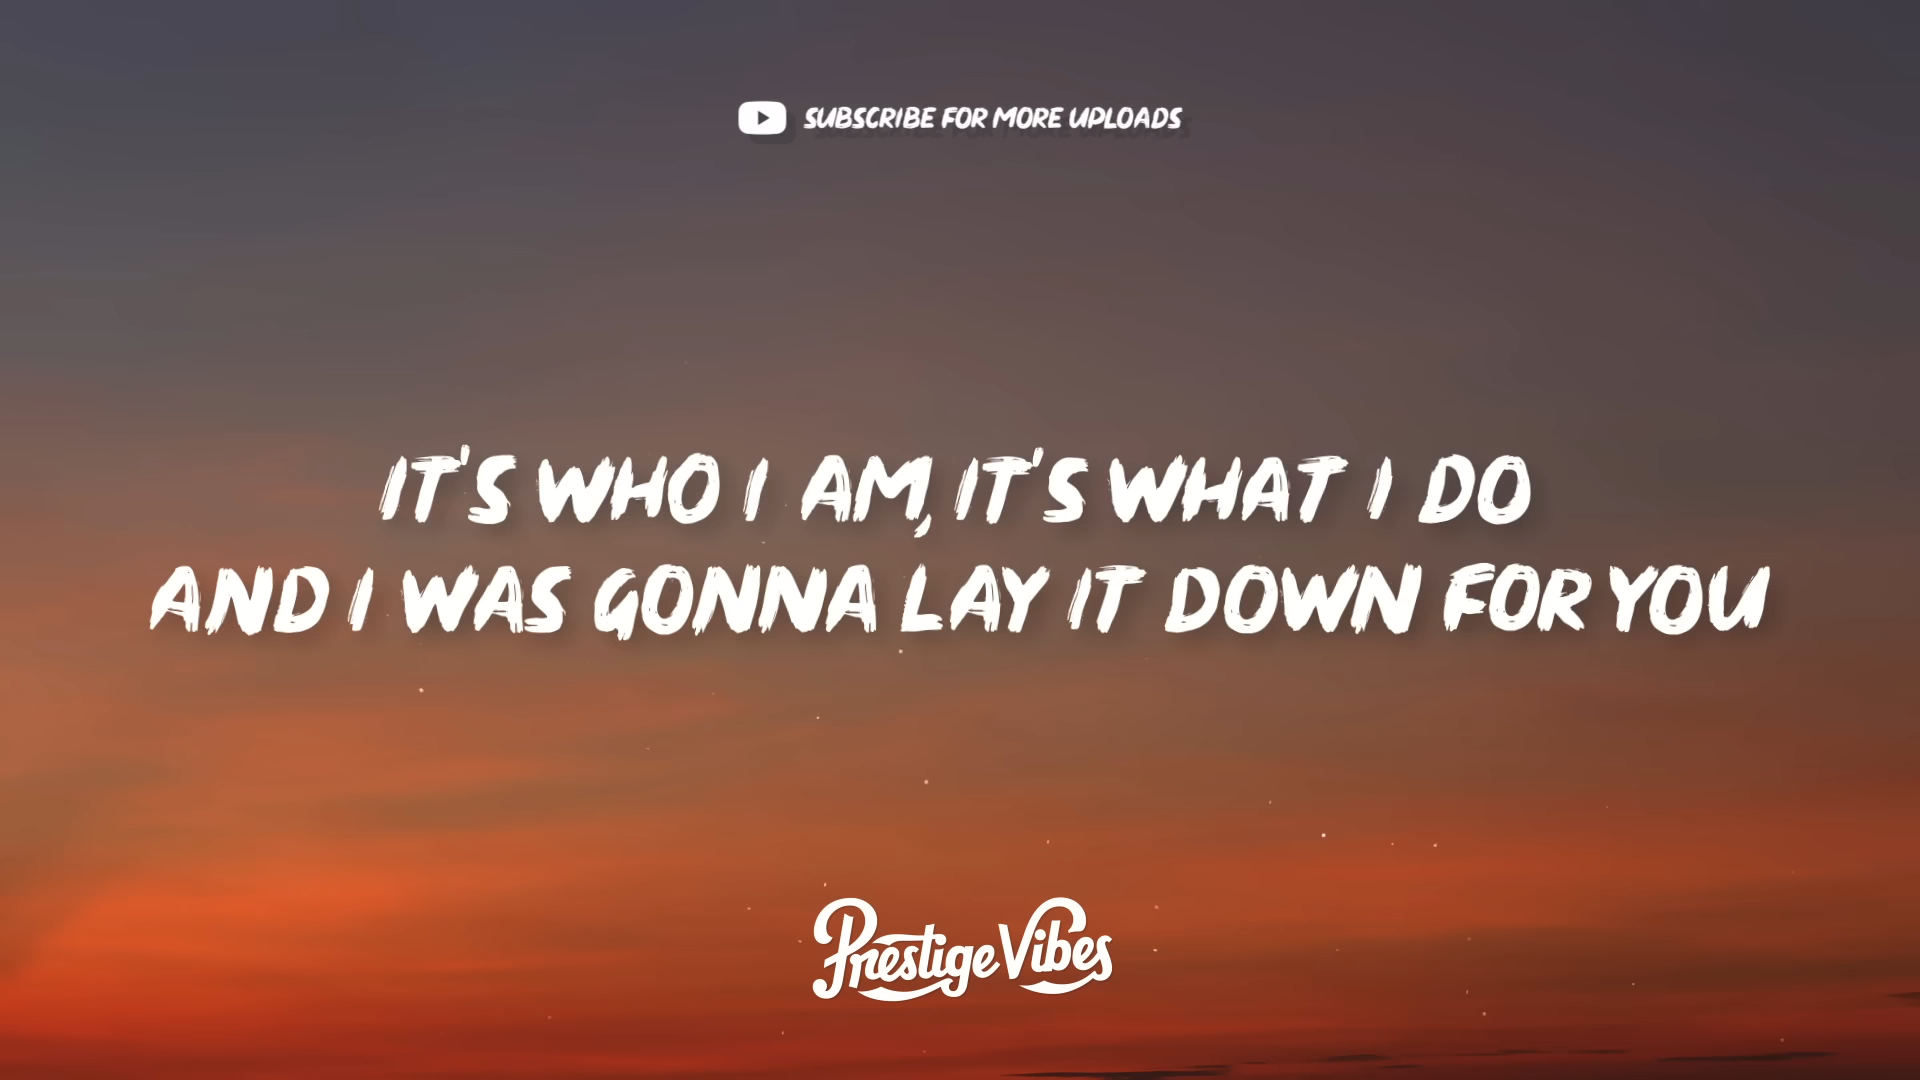 SUBSCRIBE FOR MORE UPLOADS
IT'S WHO I AM, IT'S WHAT I DO
AND I WAS GONNA LAY IT DOWN FOR YOU
Prestige Vibes